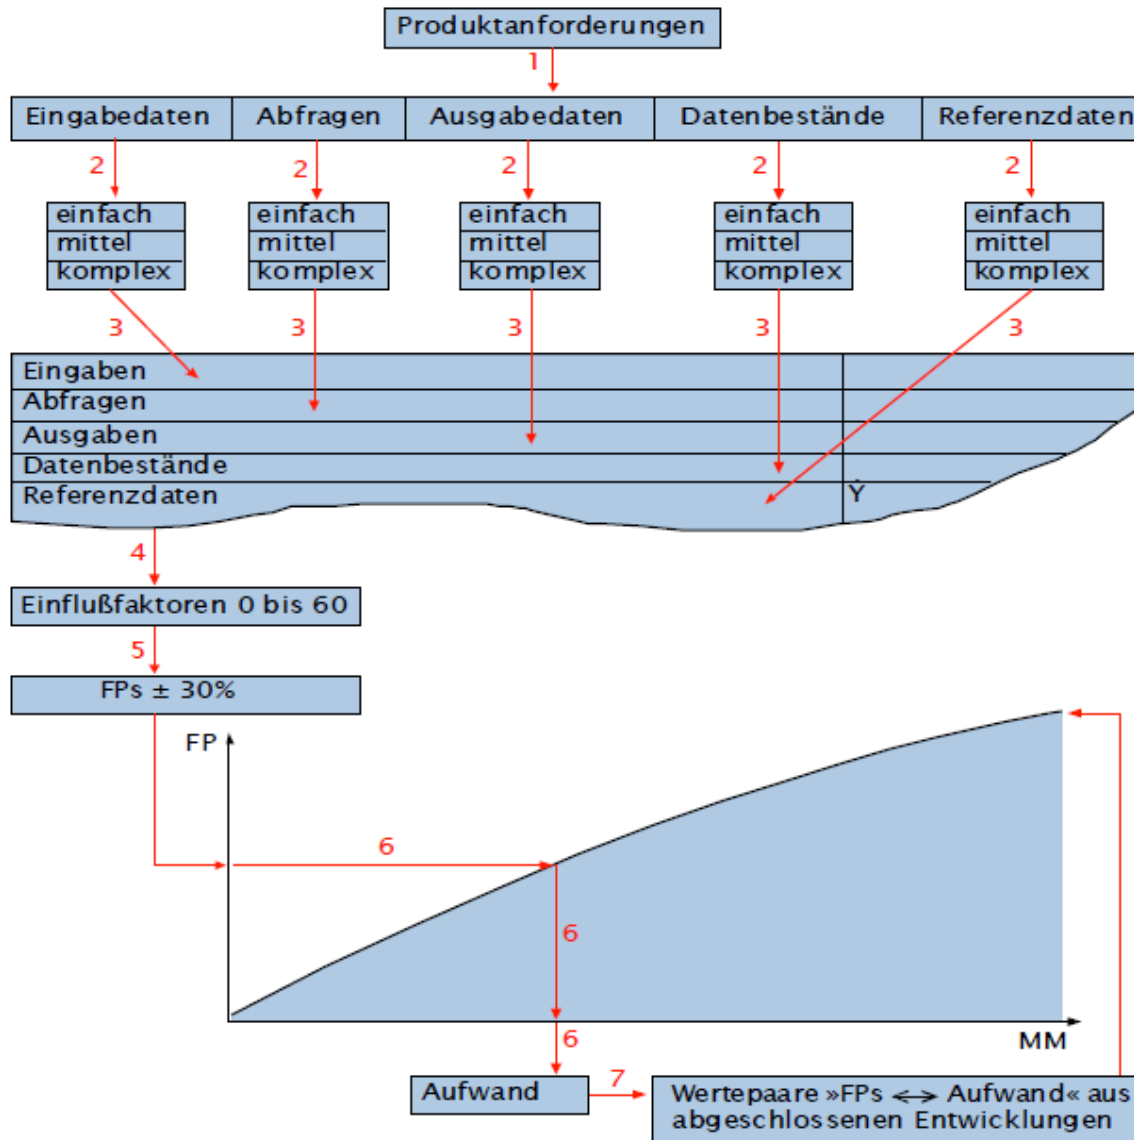 Produktanforderungen
1
Eingabedaten Abfragen Ausgabedaten Datenbestände Referenzdaten
2 2 2 2 2
einfach einfach einfach einfach einfach
mittel mittel mittel mittel mittel
komplex komplex komplex komplex komplex
3 3 3 3 3
Eingaben
Abfragen
Ausgaben
Datenbestände
Referenzdaten Ý
4
Einflußfaktoren 0 bis 60
5
FPs ± 30%
FP
6
6
6
MM
Aufwand
7
Wertepaare »FPs <-> Aufwand« aus
abgeschlossenen Entwicklungen